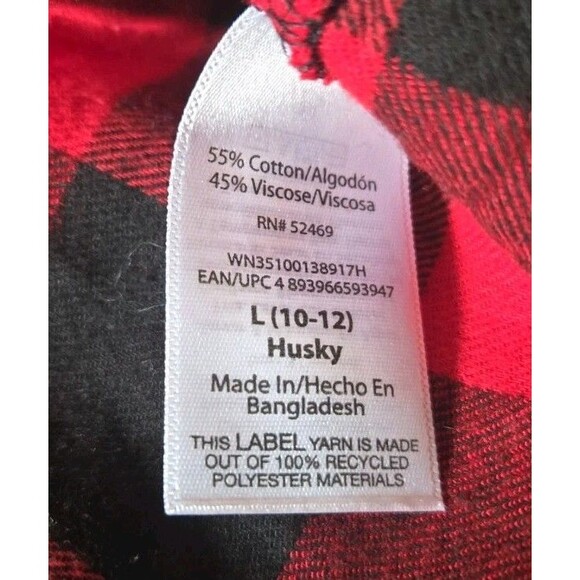 55% Cotton/Algodón
45% Viscose/Viscosa
RN# 52469
WN35100138917H
EAN/UPC 4 893966593947
L (10-12)
Husky
Made In/Hecho En
Bangladesh
THIS LABEL YARN IS MADE
OUT OF 100% RECYCLED
POLYESTER MATERIALS